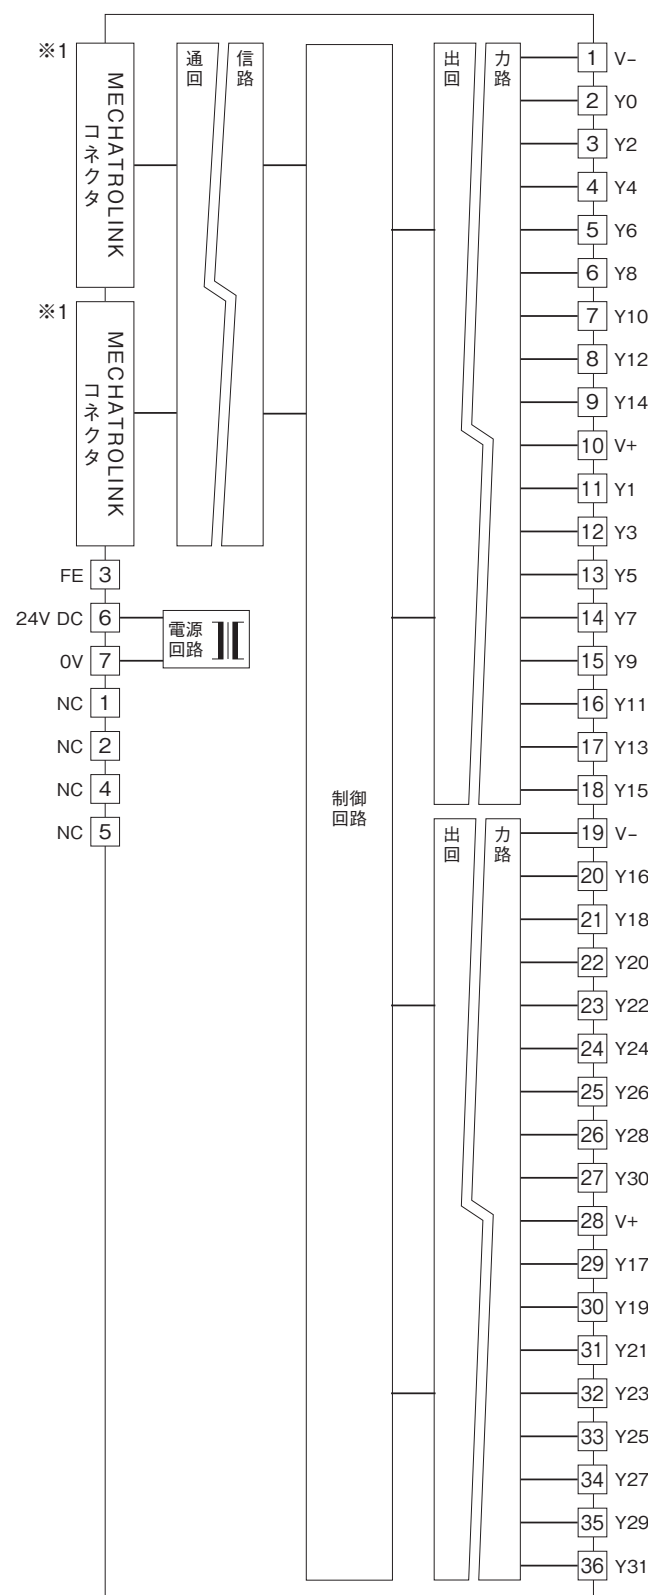 ※1
MECHATROLINK
コネクタ
※1
MECHATROLINK
コネクタ
通信
回路
FE 3
24V DC 6
0V 7
NC 1
NC 2
NC 4
NC 5
電源
回路
制御
回路
出力
回路
出力
回路
1 V−
2 Y0
3 Y2
4 Y4
5 Y6
6 Y8
7 Y10
8 Y12
9 Y14
10 V+
11 Y1
12 Y3
13 Y5
14 Y7
15 Y9
16 Y11
17 Y13
18 Y15
19 V−
20 Y16
21 Y18
22 Y20
23 Y22
24 Y24
25 Y26
26 Y28
27 Y30
28 V+
29 Y17
30 Y19
31 Y21
32 Y23
33 Y25
34 Y27
35 Y29
36 Y31